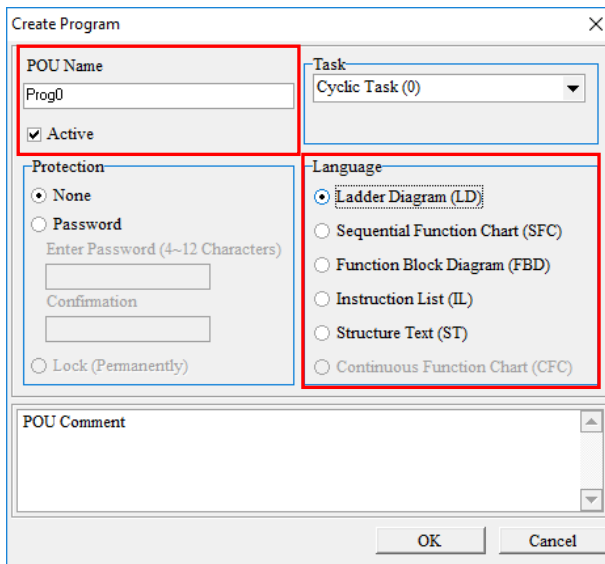 Create Program
POU Name
Prog0
Active
Task
Cyclic Task (0)
Protection
None
Password
Enter Password (4~12 Characters)
Confirmation
Lock (Permanently)
Language
Ladder Diagram (LD)
Sequential Function Chart (SFC)
Function Block Diagram (FBD)
Instruction List (IL)
Structure Text (ST)
Continuous Function Chart (CFC)
POU Comment
OK
Cancel